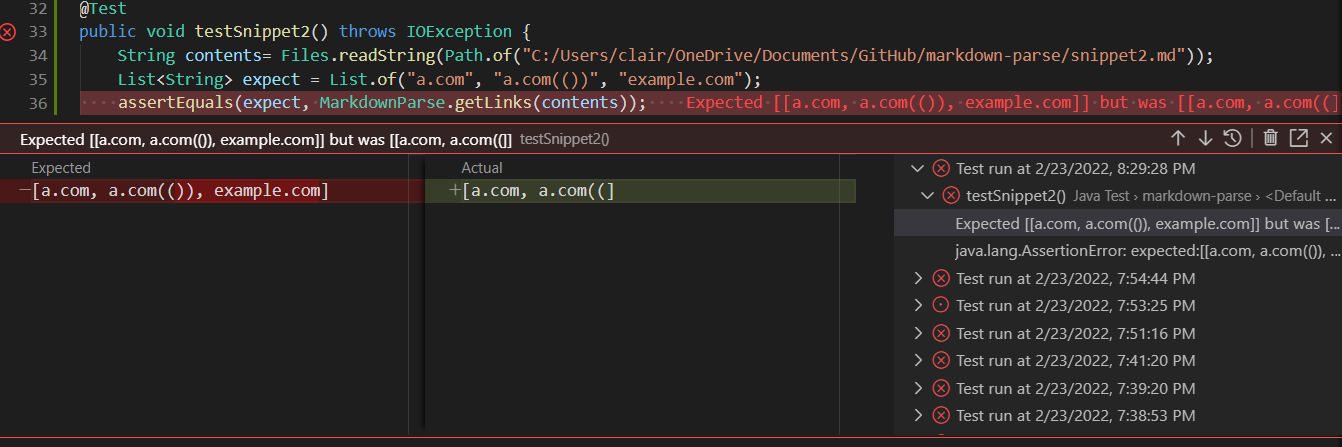 32 @Test
33 public void testSnippet2() throws IOException {
34 String contents= Files.readString(Path.of("C:/Users/clair/OneDrive/Documents/GitHub/markdown-parse/snippet2.md"));
35 List<String> expect = List.of("a.com", "a.com(())", "example.com");
36 ····assertEquals(expect,·MarkdownParse.getLinks(contents));····Expected·[[a.com,·a.com(()),·example.com]]·but·was·[[a.com,·a.com((]
Expected [[a.com, a.com(()), example.com]] but was [[a.com, a.com((]] testSnippet2()
Expected
−[a.com, a.com(()), example.com]
Actual
+[a.com, a.com((]
Test run at 2/23/2022, 8:29:28 PM
testSnippet2() Java Test › markdown-parse › <Default ...
Expected [[a.com, a.com(()), example.com]] but was [...
java.lang.AssertionError: expected:[[a.com, a.com(()), ...
Test run at 2/23/2022, 7:54:44 PM
Test run at 2/23/2022, 7:53:25 PM
Test run at 2/23/2022, 7:51:16 PM
Test run at 2/23/2022, 7:41:20 PM
Test run at 2/23/2022, 7:39:20 PM
Test run at 2/23/2022, 7:38:53 PM